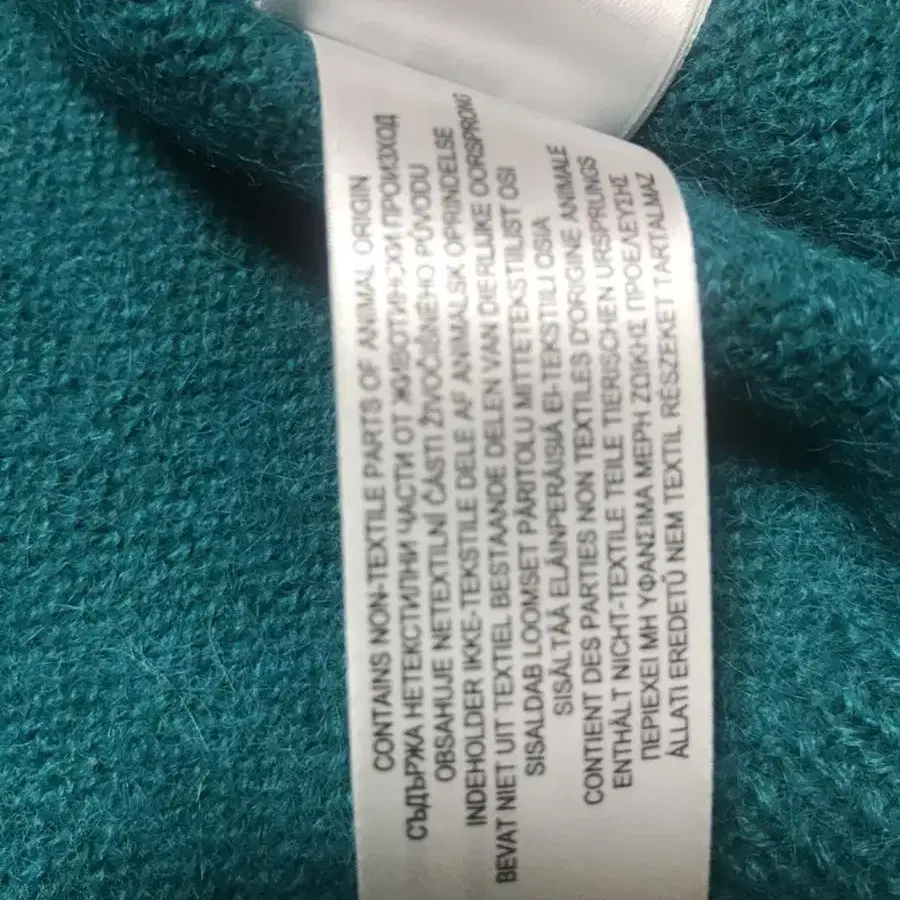 CONTAINS NON-TEXTILE PARTS OF ANIMAL ORIGIN
СЪДЪРЖА НЕТЕКСТИЛНИ ЧАСТИ ОТ ЖИВОТИНСКИ ПРОИЗХОД
OBSAHUJE NETEXTILNÍ ČÁSTI ŽIVOČIŠNÉHO PŮVODU
INDEHOLDER IKKE-TEKSTILE DELE AF ANIMALSK OPRINDELSE
BEVAT NIET UIT TEXTIEL BESTAANDE DELEN VAN DIERLIJKE OORSPRONG
SISALDAB LOOMSET PÄRITOLU MITTETEKSTIILIST OSI
SISÄLTÄÄ ELÄINPERÄISIÄ EI-TEKSTIILIOSIA
CONTIENT DES PARTIES NON TEXTILES D'ORIGINE ANIMALE
ENTHÄLT NICHT-TEXTILE TEILE TIERISCHEN URSPRUNGS
ΠΕΡΙΕΧΕΙ ΜΗ ΥΦΑΝΣΙΜΑ ΜΕΡΗ ΖΩΙΚΗΣ ΠΡΟΕΛΕΥΣΗΣ
ÁLLATI EREDETŰ NEM TEXTIL RÉSZEKET TARTALMAZ